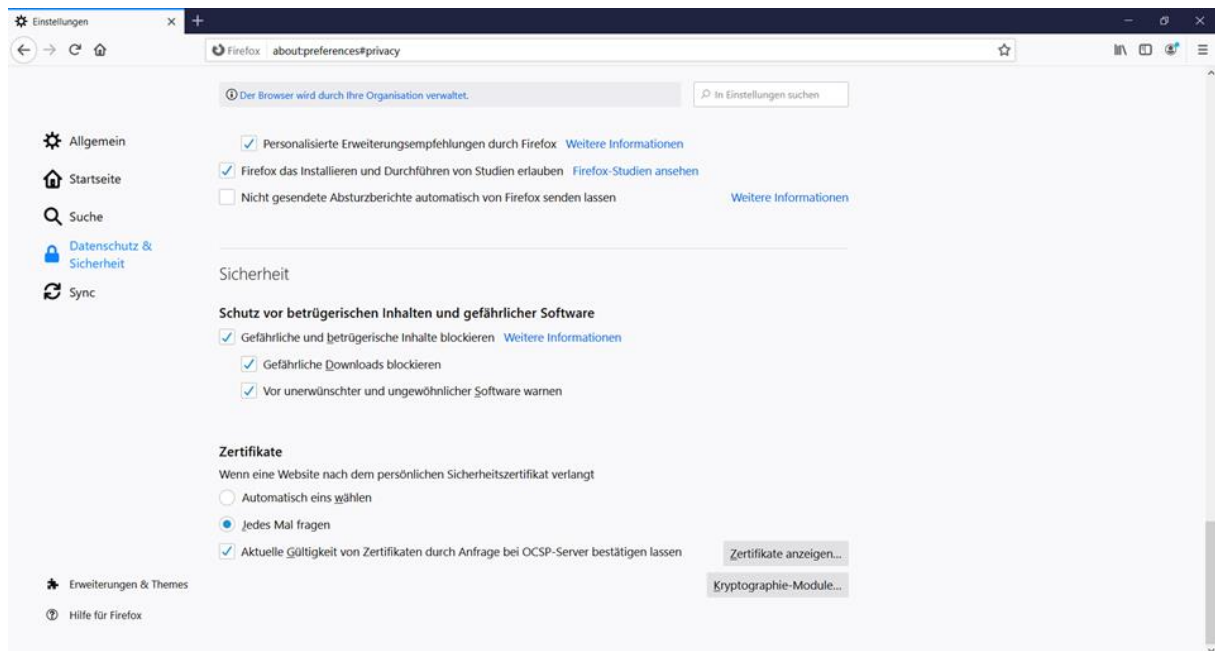 Einstellungen
Firefox about:preferences#privacy
Der Browser wird durch Ihre Organisation verwaltet.
In Einstellungen suchen
Allgemein
Startseite
Suche
Datenschutz &
Sicherheit
Sync
Erweiterungen & Themes
Hilfe für Firefox
Personalisierte Erweiterungsempfehlungen durch Firefox Weitere Informationen
Firefox das Installieren und Durchführen von Studien erlauben Firefox-Studien ansehen
Nicht gesendete Absturzberichte automatisch von Firefox senden lassen Weitere Informationen
Sicherheit
Schutz vor betrügerischen Inhalten und gefährlicher Software
Gefährliche und betrügerische Inhalte blockieren Weitere Informationen
Gefährliche Downloads blockieren
Vor unerwünschter und ungewöhnlicher Software warnen
Zertifikate
Wenn eine Website nach dem persönlichen Sicherheitszertifikat verlangt
Automatisch eins wählen
Jedes Mal fragen
Aktuelle Gültigkeit von Zertifikaten durch Anfrage bei OCSP-Server bestätigen lassen
Zertifikate anzeigen...
Kryptographie-Module...